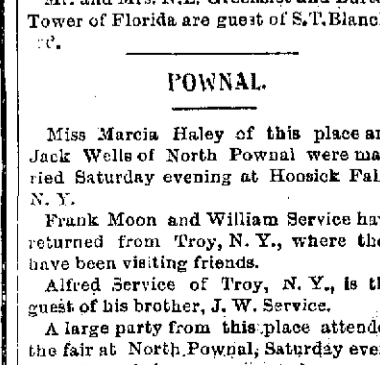 Mr. and Mrs. N.E.
Tower of Florida are guest of S.T. Blanc
POWNAL.
Miss Marcia Haley of this place an
Jack Wells of North Pownal were ma
ried Saturday evening at Hoosick Fal
N. Y.
Frank Moon and William Service hav
returned from Troy, N. Y., where the
have been visiting friends.
Alfred Service of Troy, N. Y., is th
guest of his brother, J. W. Service.
A large party from this place attende
the fair at North Pownal, Saturday eve